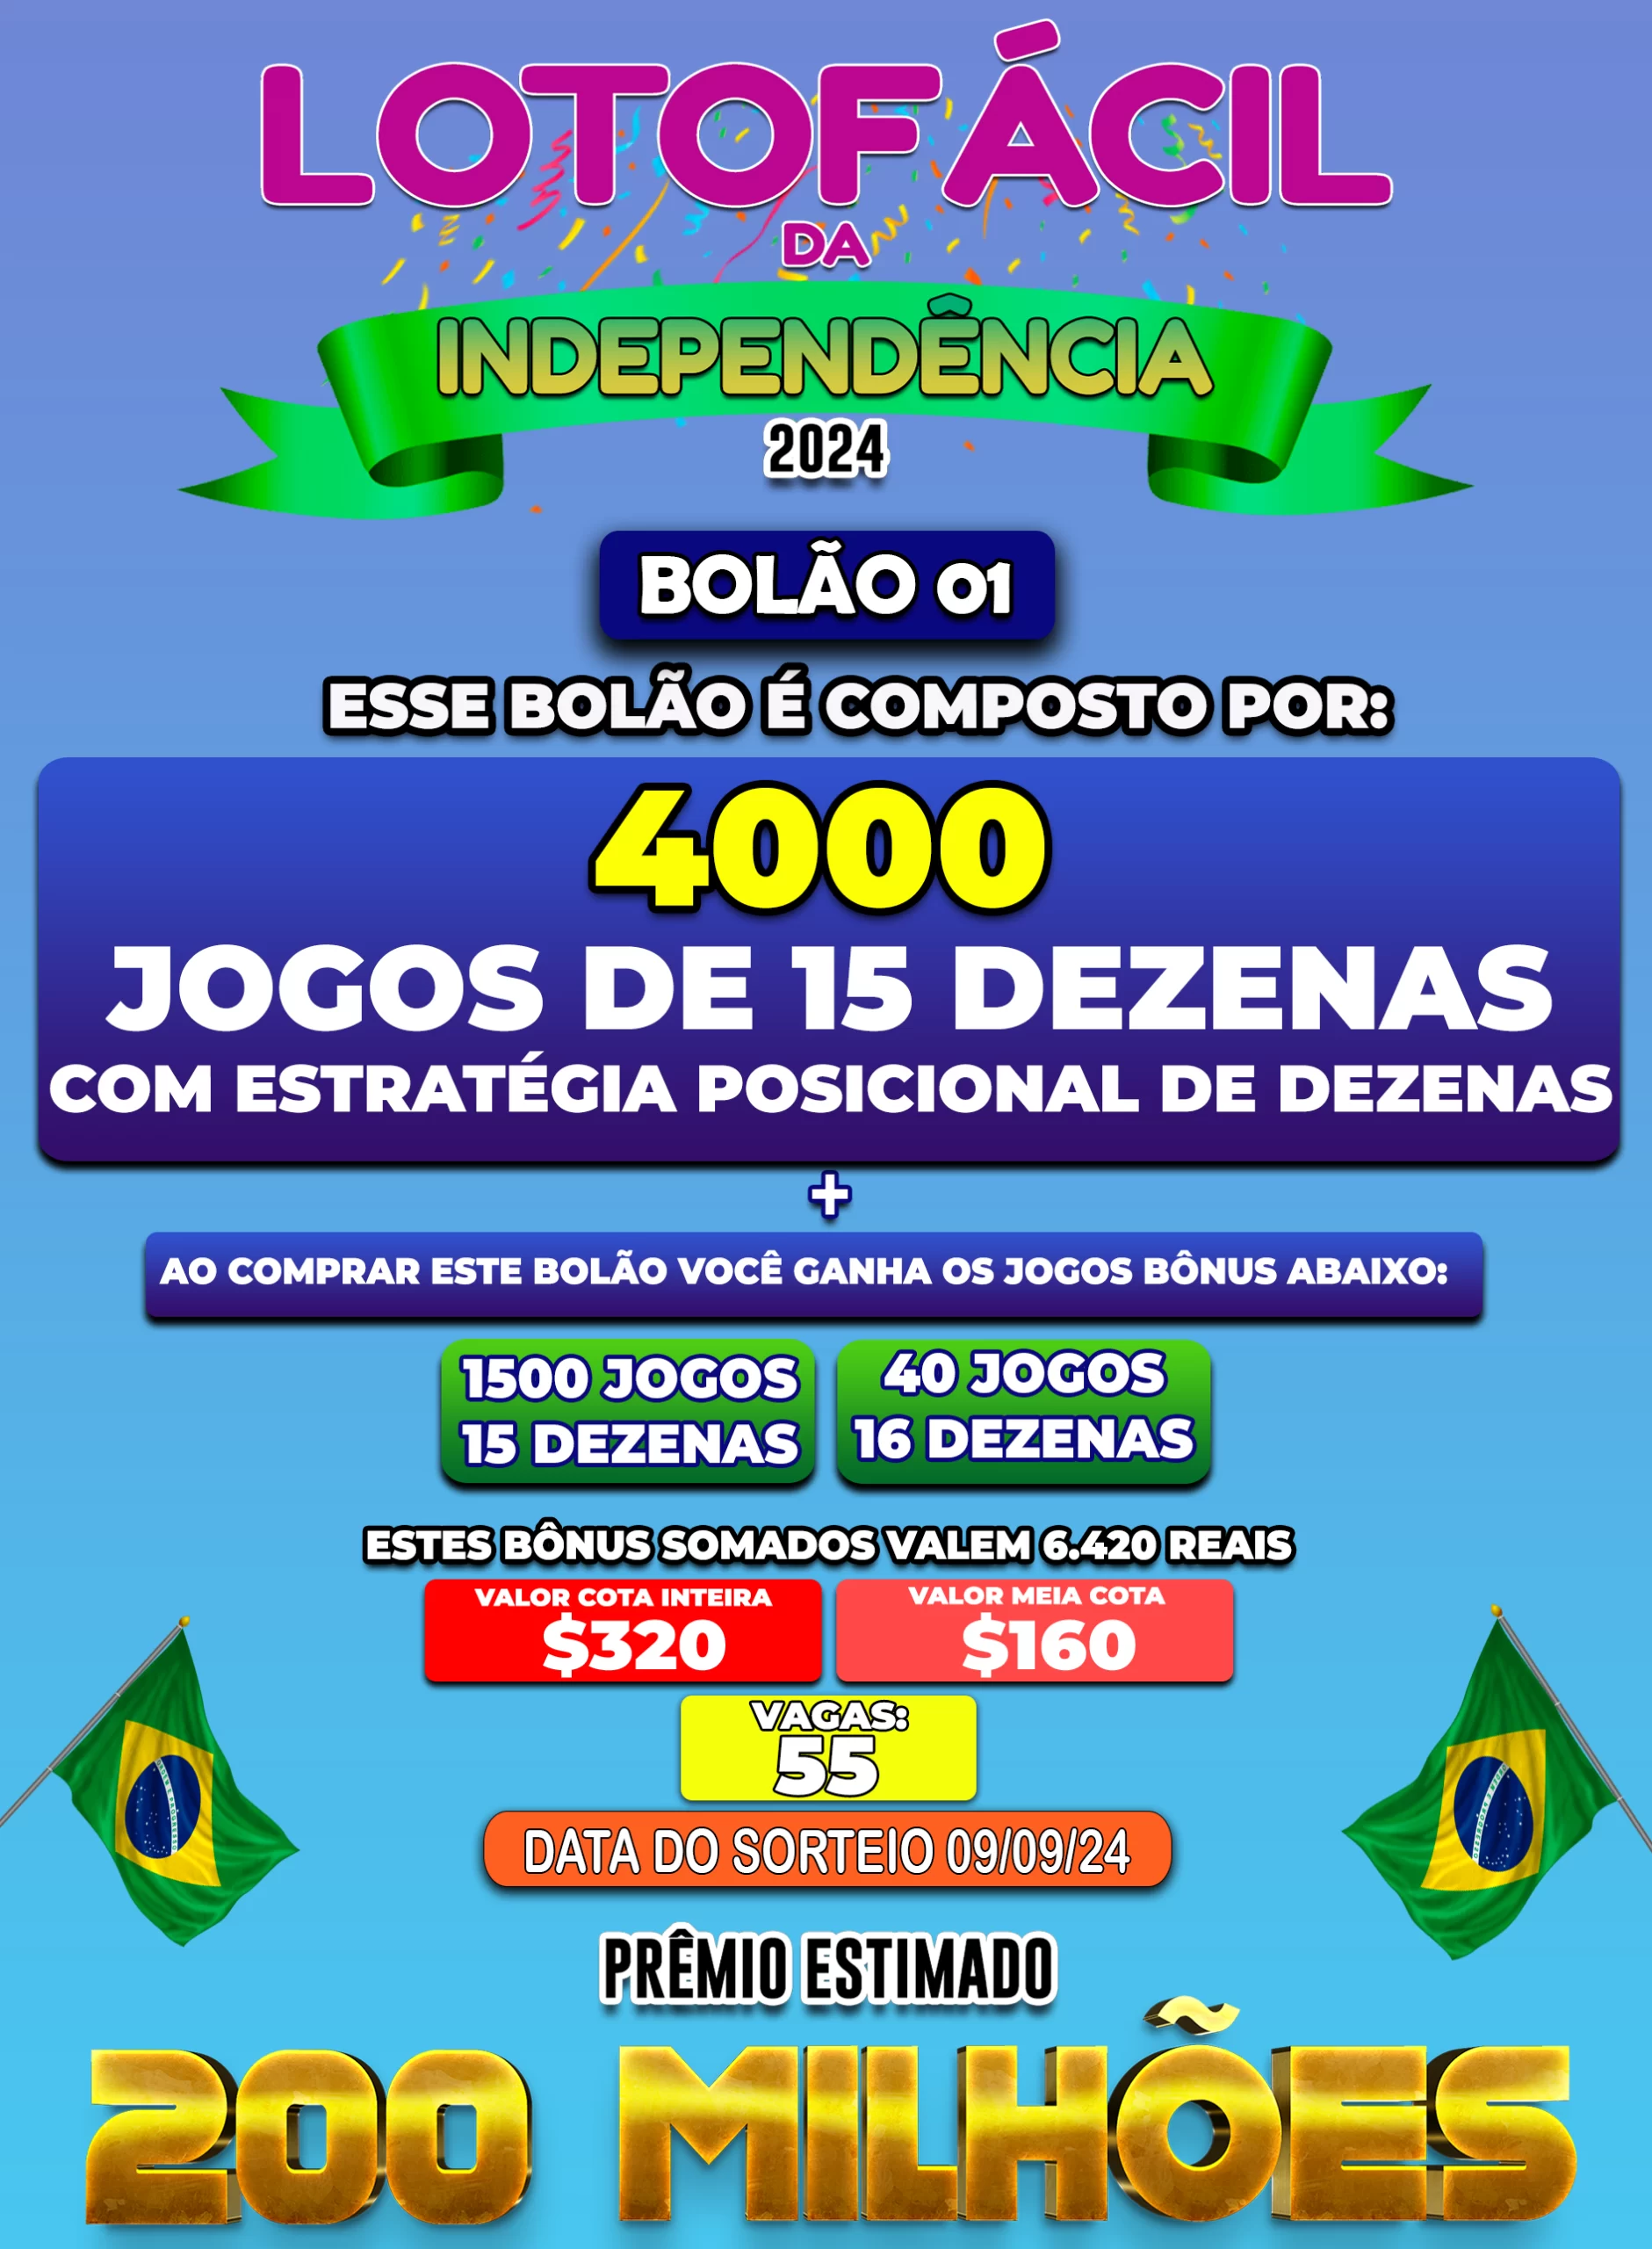 LOTOFÁCIL
DA
INDEPENDÊNCIA
2024
BOLÃO 01
ESSE BOLÃO É COMPOSTO POR:
4000
JOGOS DE 15 DEZENAS
COM ESTRATÉGIA POSICIONAL DE DEZENAS
+
AO COMPRAR ESTE BOLÃO VOCÊ GANHA OS JOGOS BÔNUS ABAIXO:
1500 JOGOS
15 DEZENAS
40 JOGOS
16 DEZENAS
ESTES BÔNUS SOMADOS VALEM 6.420 REAIS
VALOR COTA INTEIRA
$320
VALOR MEIA COTA
$160
VAGAS:
55
DATA DO SORTEIO 09/09/24
PRÊMIO ESTIMADO
200 MILHÕES